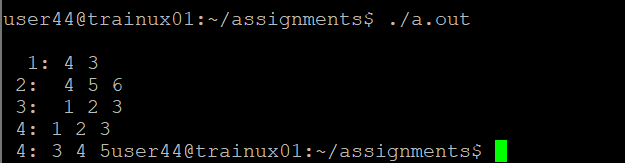 user44@trainux01:~/assignments$ ./a.out
1: 4 3
2: 4 5 6
3: 1 2 3
4: 1 2 3
4: 3 4 5user44@trainux01:~/assignments$